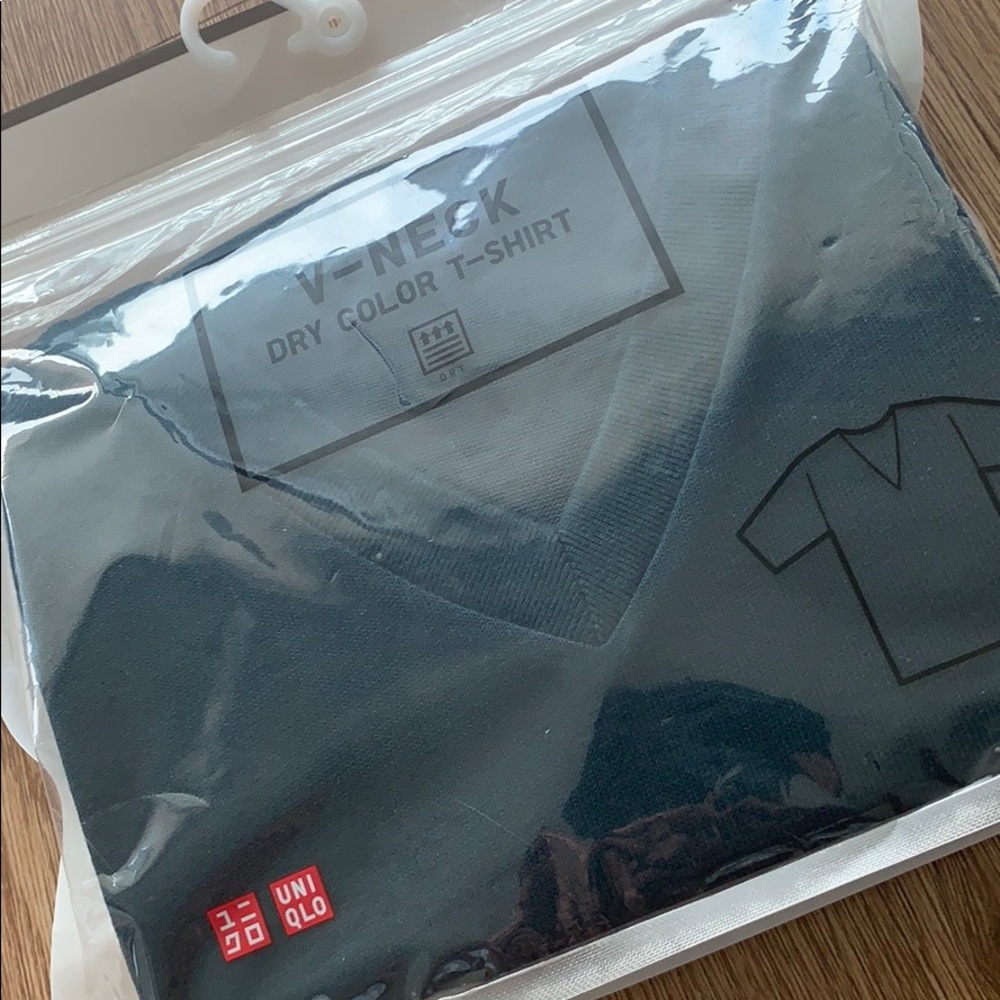 V-NECK
DRY COLOR T-SHIRT
DRY
ユニ
クロ
UNI
QLO